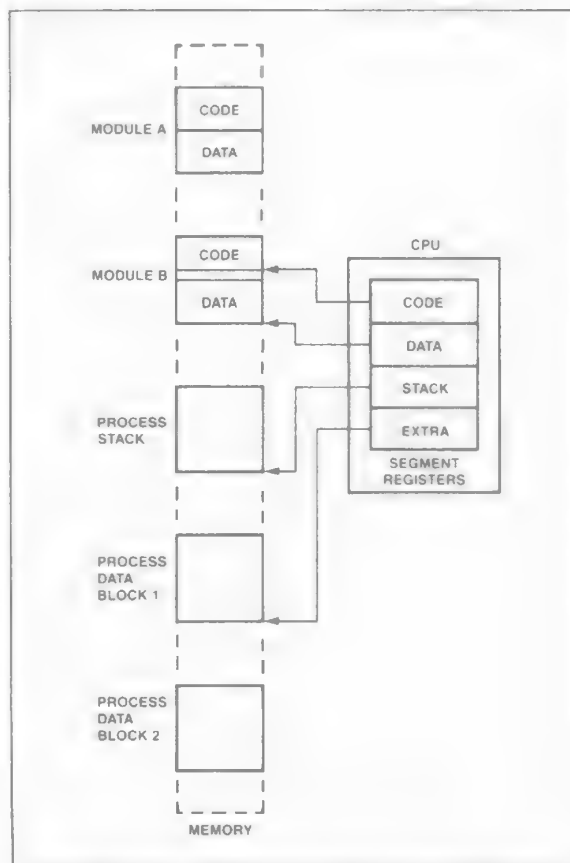 CODE
MODULE A
DATA
CODE
MODULE B
DATA
CPU
CODE
DATA
STACK
EXTRA
SEGMENT
REGISTERS
PROCESS
STACK
PROCESS
DATA
BLOCK 1
PROCESS
DATA
BLOCK 2
MEMORY